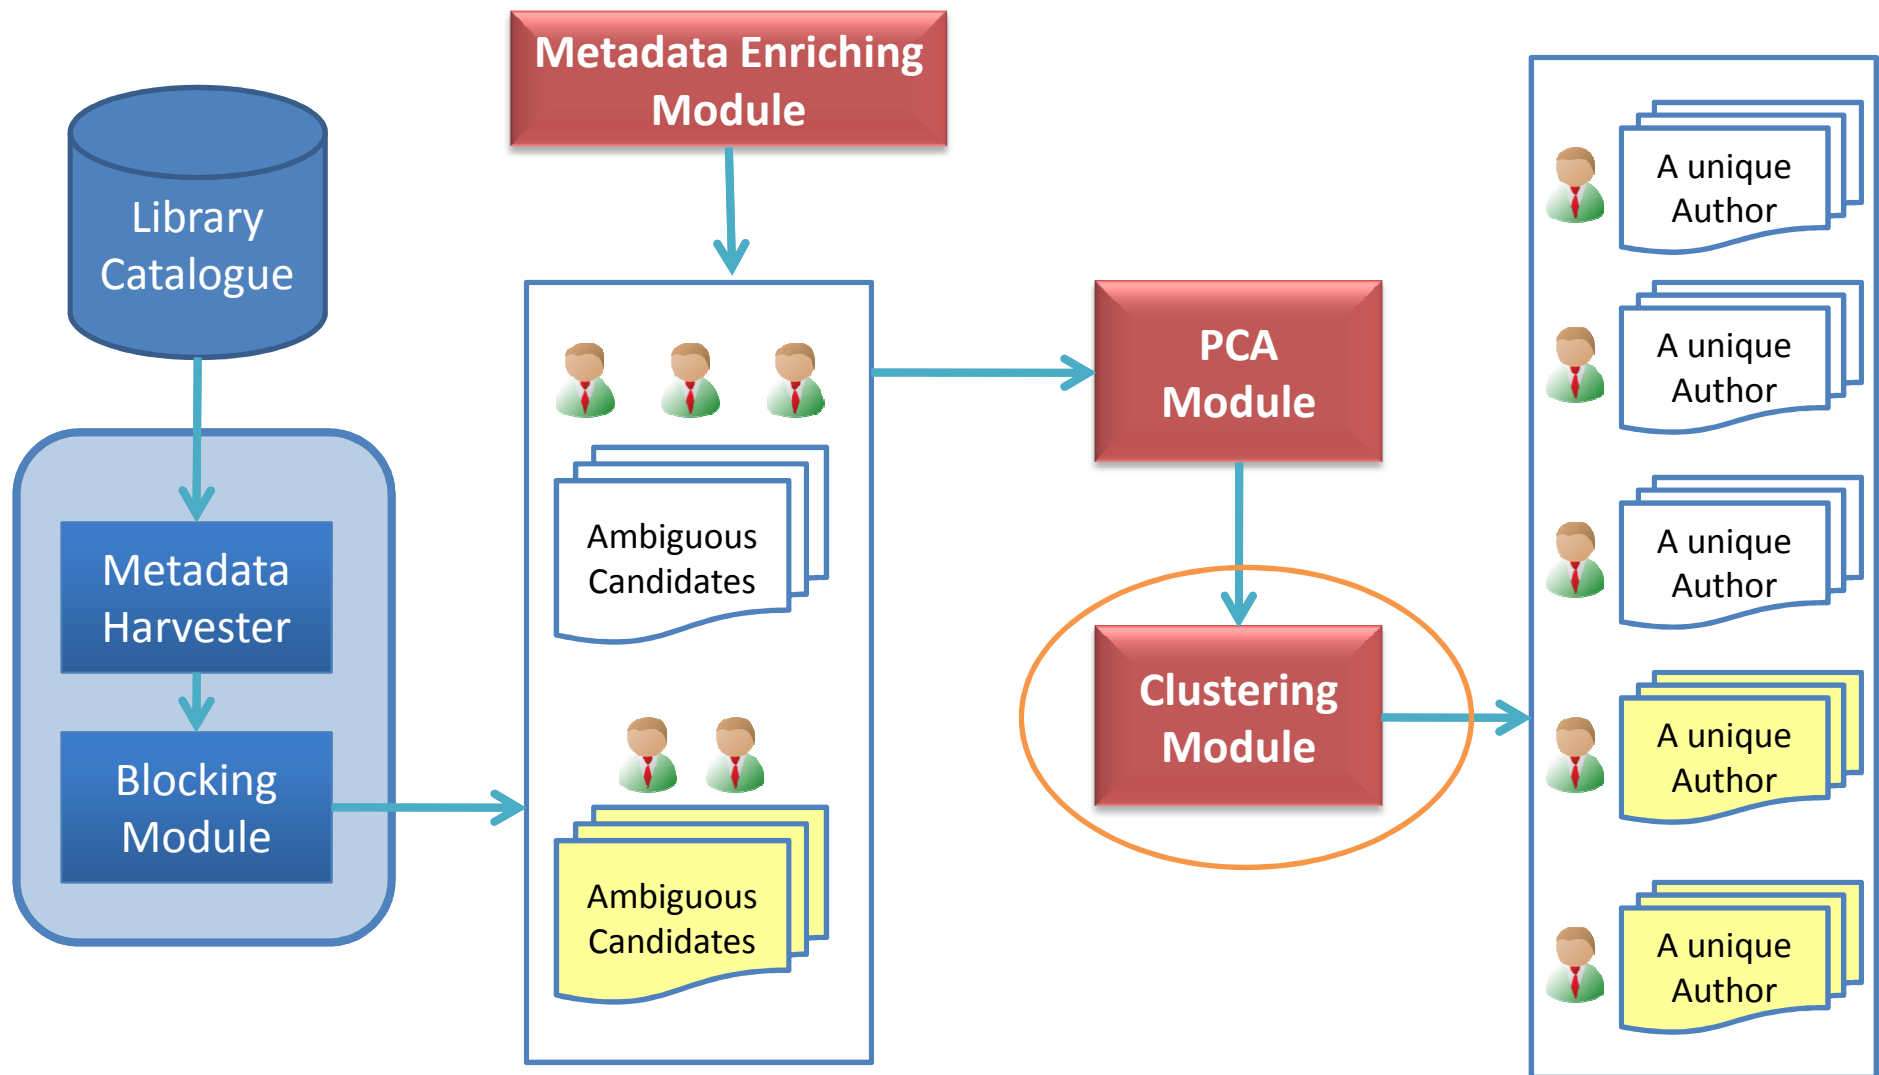 Metadata Enriching
Module
Library
Catalogue
Metadata
Harvester
Blocking
Module
Ambiguous
Candidates
Ambiguous
Candidates
PCA
Module
Clustering
Module
A unique
Author
A unique
Author
A unique
Author
A unique
Author
A unique
Author